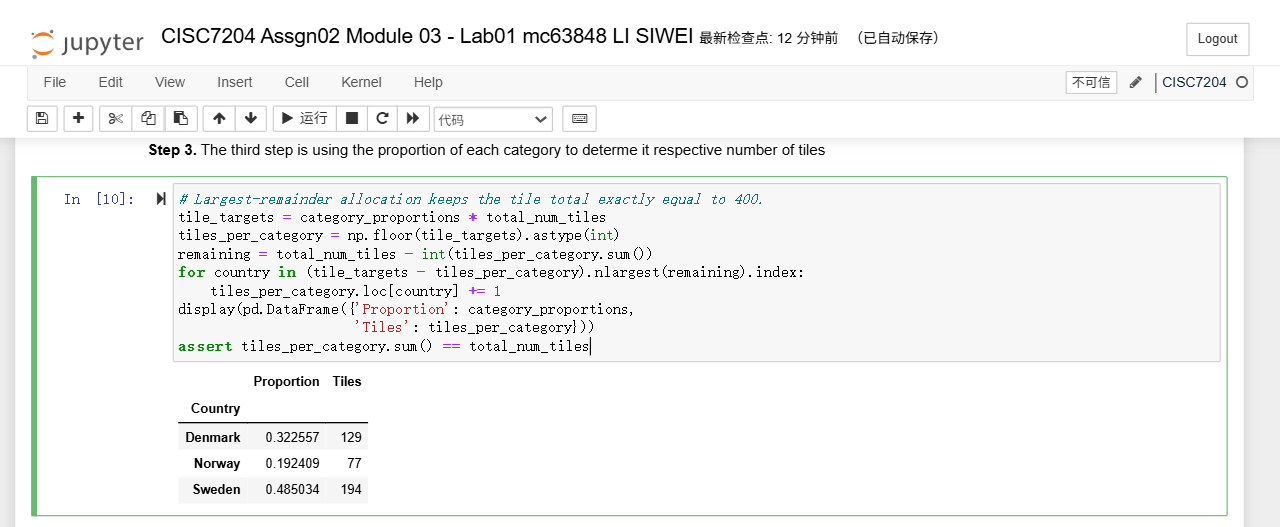 jupyter CISC7204 Assgn02 Module 03 - Lab01 mc63848 LI SIWEI 最新检查点: 12 分钟前 （已自动保存） Logout
File Edit View Insert Cell Kernel Help 不可信 CISC7204
运行 代码
Step 3. The third step is using the proportion of each category to determe it respective number of tiles
In [10]:
# Largest-remainder allocation keeps the tile total exactly equal to 400.
tile_targets = category_proportions * total_num_tiles
tiles_per_category = np.floor(tile_targets).astype(int)
remaining = total_num_tiles - int(tiles_per_category.sum())
for country in (tile_targets - tiles_per_category).nlargest(remaining).index:
    tiles_per_category.loc[country] += 1
display(pd.DataFrame({'Proportion': category_proportions,
                      'Tiles': tiles_per_category}))
assert tiles_per_category.sum() == total_num_tiles
Proportion Tiles
Country
Denmark 0.322557 129
Norway 0.192409 77
Sweden 0.485034 194